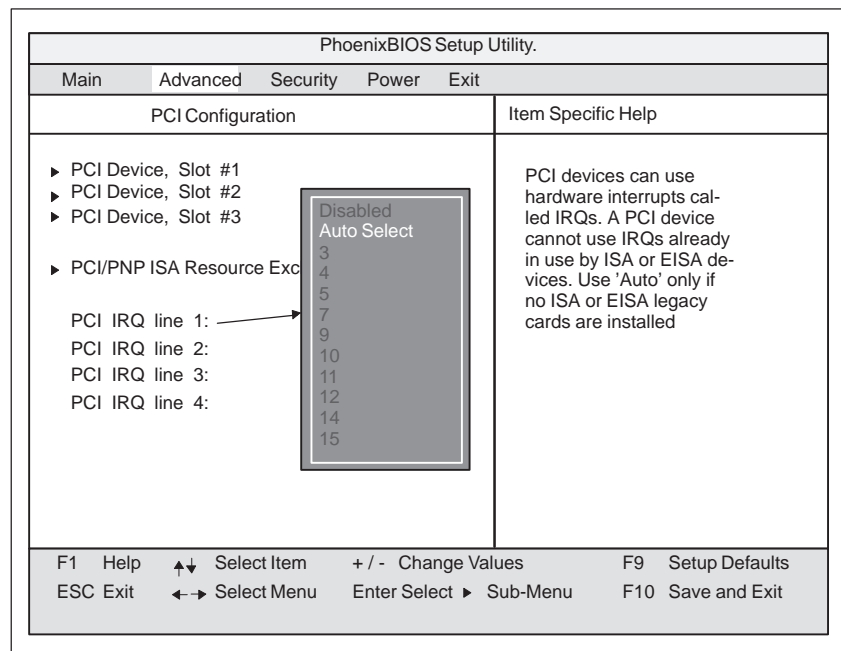 PhoenixBIOS Setup Utility.
Main Advanced Security Power Exit
PCI Configuration
Item Specific Help
PCI Device, Slot #1
PCI Device, Slot #2
PCI Device, Slot #3
PCI/PNP ISA Resource Exc
PCI IRQ line 1:
PCI IRQ line 2:
PCI IRQ line 3:
PCI IRQ line 4:
Disabled
Auto Select
3
4
5
7
9
10
11
12
14
15
PCI devices can use
hardware interrupts cal-
led IRQs. A PCI device
cannot use IRQs already
in use by ISA or EISA de-
vices. Use ’Auto’ only if
no ISA or EISA legacy
cards are installed
F1 Help Select Item + / - Change Values F9 Setup Defaults
ESC Exit Select Menu Enter Select Sub-Menu F10 Save and Exit